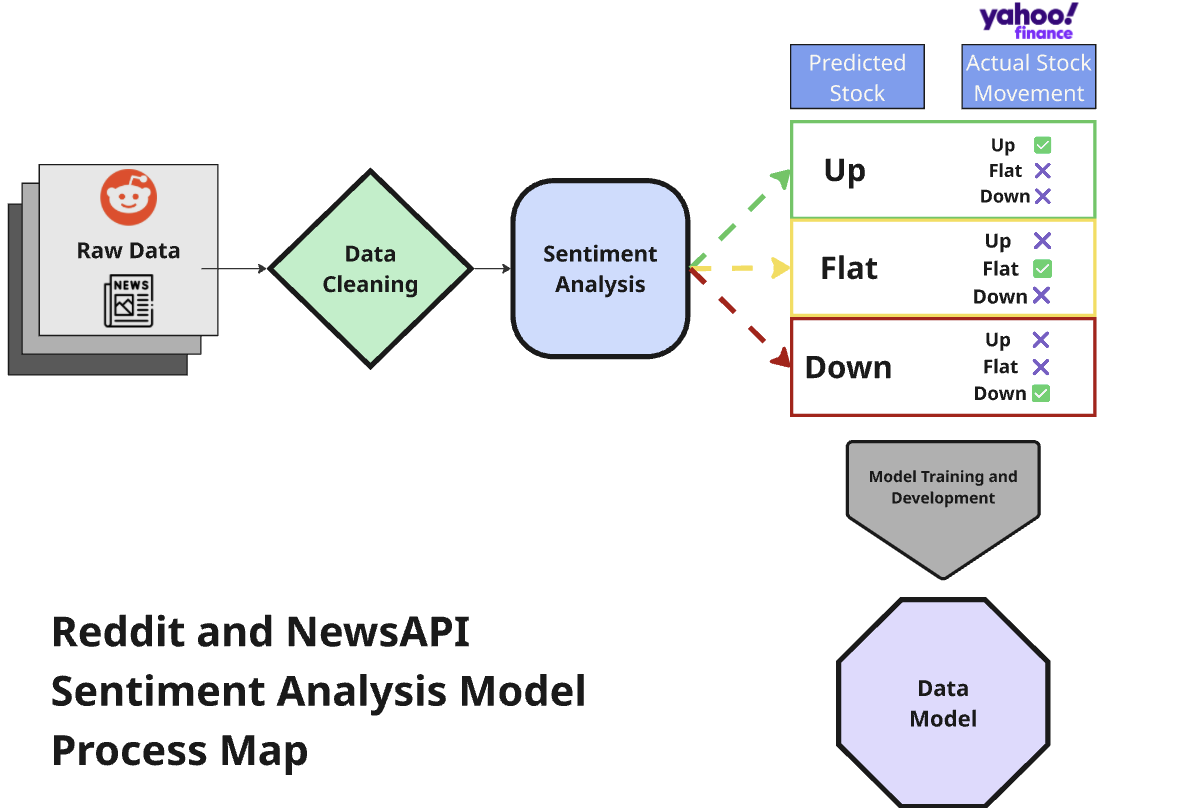 yahoo!
finance
Predicted
Stock
Actual Stock
Movement
Raw Data
NEWS
Data
Cleaning
Sentiment
Analysis
Up
Up
Flat
Down
Flat
Up
Flat
Down
Down
Up
Flat
Down
Model Training and
Development
Data
Model
Reddit and NewsAPI
Sentiment Analysis Model
Process Map